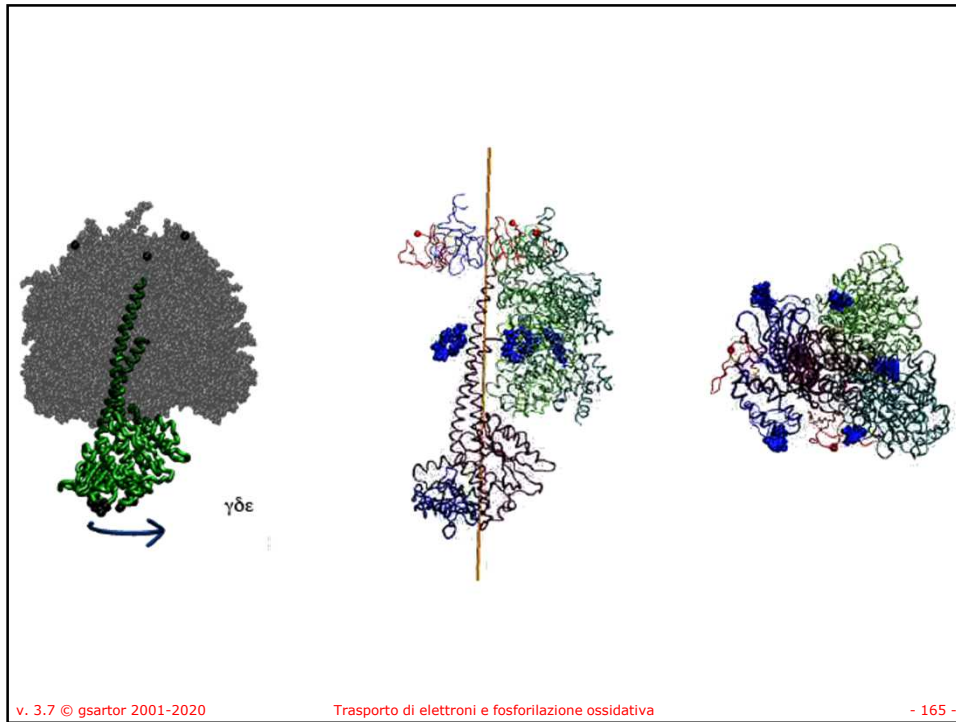 γδε
v. 3.7 © gsartor 2001-2020 Trasporto di elettroni e fosforilazione ossidativa - 165 -